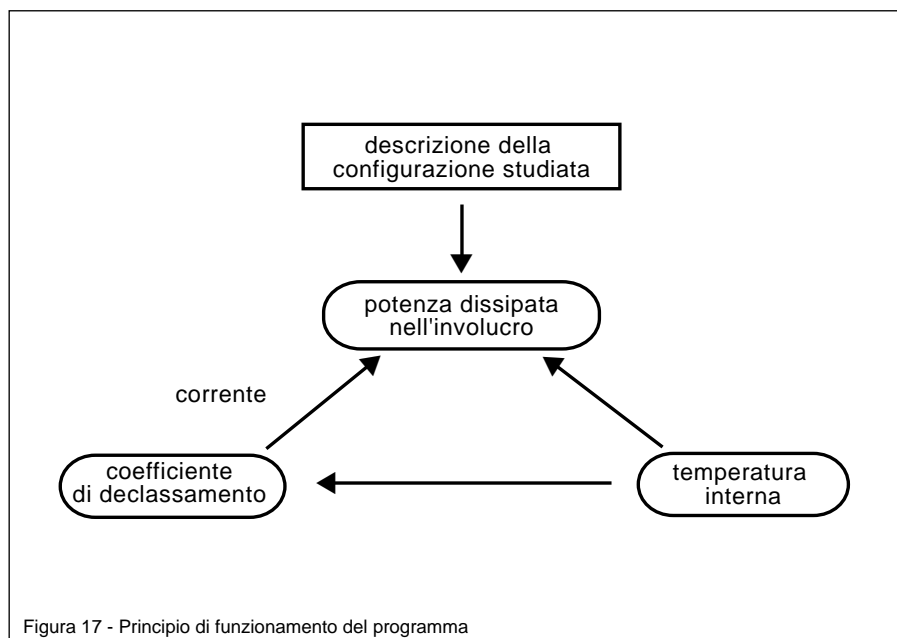 descrizione della
configurazione studiata
potenza dissipata
nell'involucro
corrente
coefficiente
di declassamento
temperatura
interna
Figura 17 - Principio di funzionamento del programma